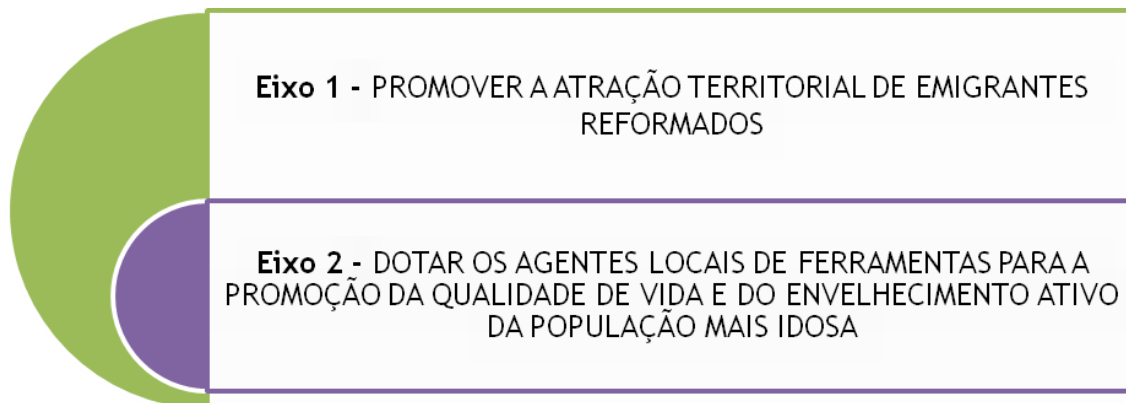 Eixo 1 - PROMOVER A ATRAÇÃO TERRITORIAL DE EMIGRANTES
REFORMADOS
Eixo 2 - DOTAR OS AGENTES LOCAIS DE FERRAMENTAS PARA A
PROMOÇÃO DA QUALIDADE DE VIDA E DO ENVELHECIMENTO ATIVO
DA POPULAÇÃO MAIS IDOSA